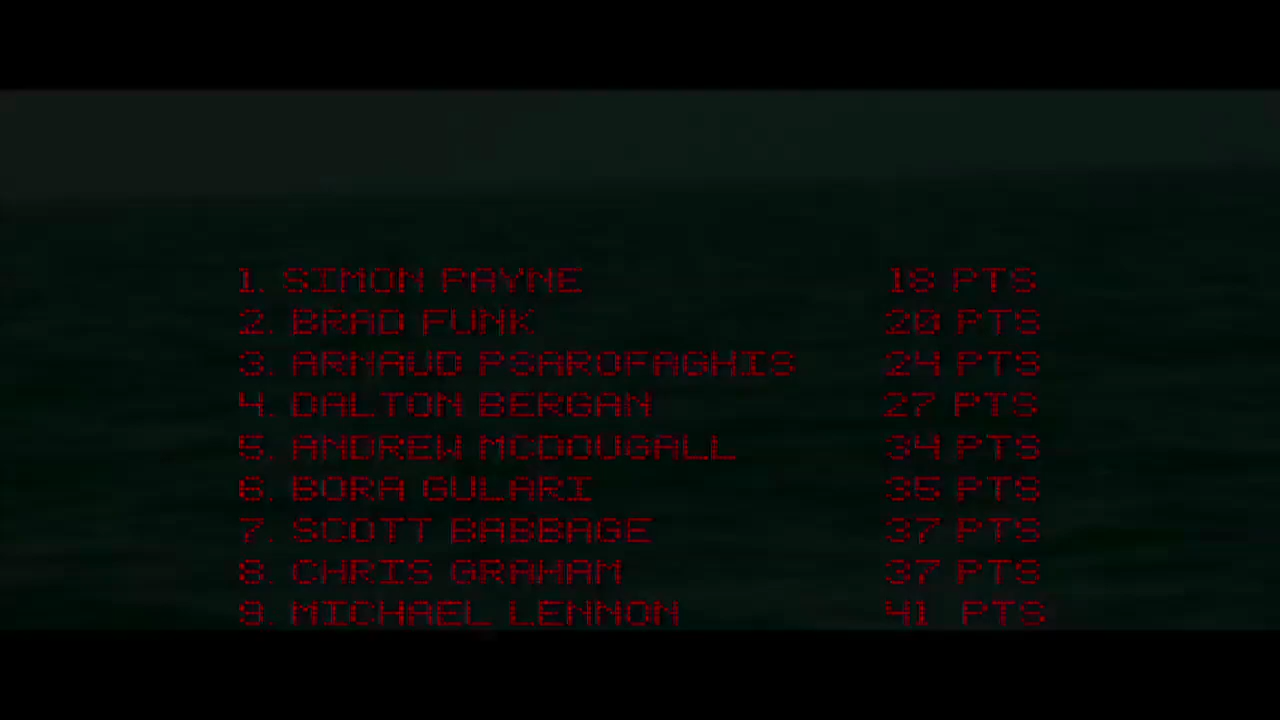 1. SIMON PAYNE 18 PTS
2. BRAD FUNK 20 PTS
3. ARNAUD PSAROFAGHIS 24 PTS
4. DALTON BERGAN 27 PTS
5. ANDREW MCDOUGALL 34 PTS
6. BORA GULARI 35 PTS
7. SCOTT BABBAGE 37 PTS
8. CHRIS GRAHAM 37 PTS
9. MICHAEL LENNON 41 PTS